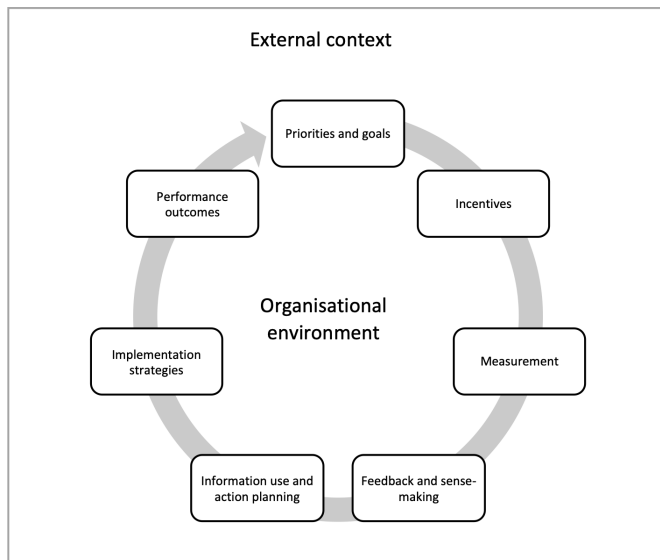 External context
Priorities and goals
Incentives
Measurement
Feedback and sense-
making
Information use and
action planning
Implementation
strategies
Performance
outcomes
Organisational
environment